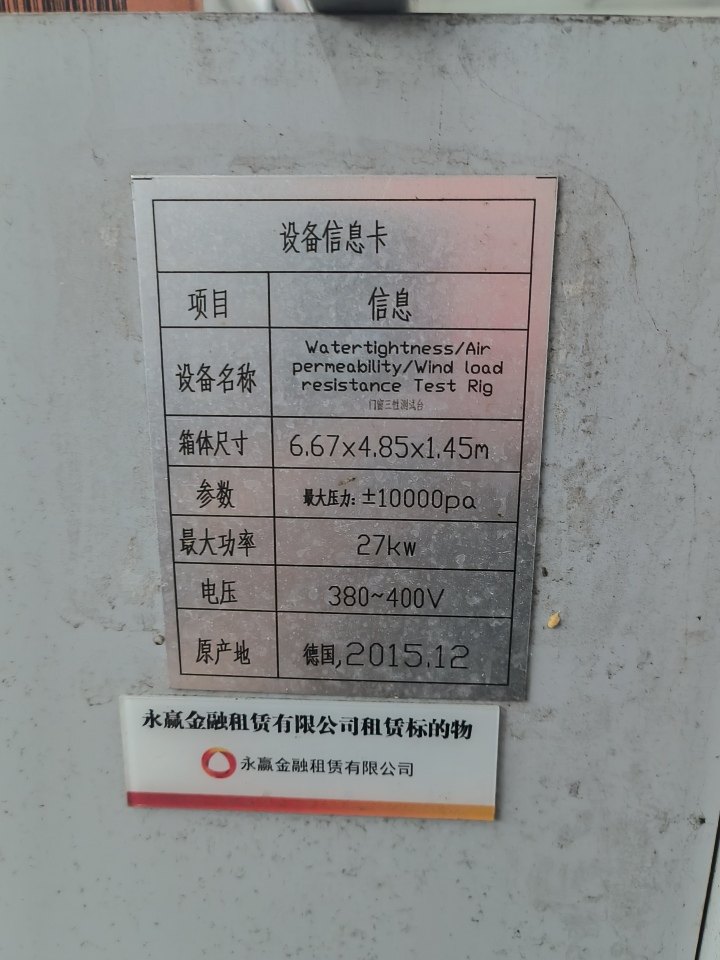 设备信息卡
项目 信息
设备名称 Watertightness/Air
permeability/Wind load
resistance Test Rig
门窗三性测试台
箱体尺寸 6.67x4.85x1.45m
参数 最大压力:±10000pa
最大功率 27kw
电压 380~400V
原产地 德国,2015.12
永赢金融租赁有限公司租赁标的物
永赢金融租赁有限公司